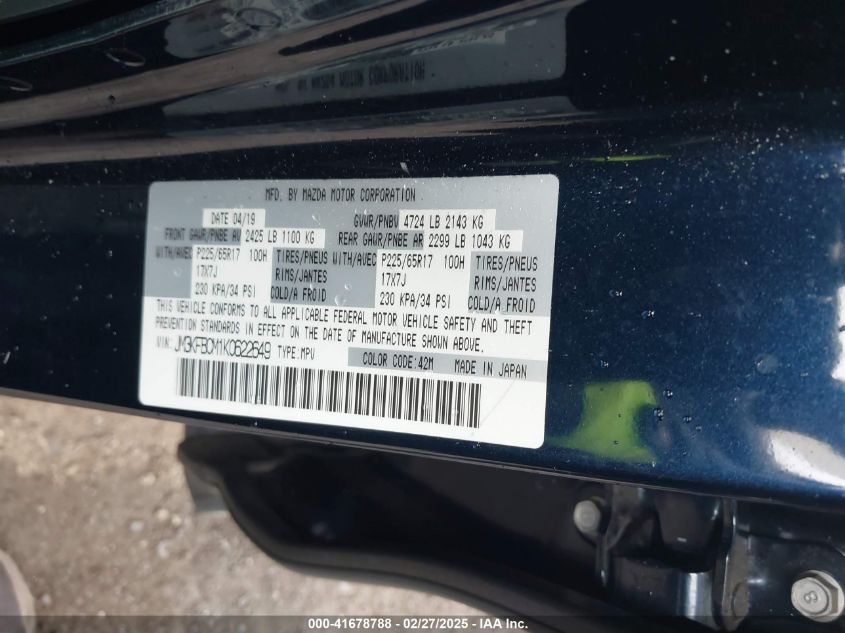 MFD. BY MAZDA MOTOR CORPORATION
DATE 04/19 GVWR/PNBV 4724 LB 2143 KG
FRONT GAWR/PNBE AV 2425 LB 1100 KG REAR GAWR/PNBE AR 2299 LB 1043 KG
WITH/AVEC P225/65R17 100H TIRES/PNEUS WITH/AVEC P225/65R17 100H TIRES/PNEUS
17X7J RIMS/JANTES 17X7J RIMS/JANTES
230 KPA/34 PSI COLD/A FROID 230 KPA/34 PSI COLD/A FROID
THIS VEHICLE CONFORMS TO ALL APPLICABLE FEDERAL MOTOR VEHICLE SAFETY AND THEFT
PREVENTION STANDARDS IN EFFECT ON THE DATE OF MANUFACTURE SHOWN ABOVE.
VIN: JM3KFBCM1K0622549 TYPE:MPV COLOR CODE:42M MADE IN JAPAN
000-41678788 - 02/27/2025 - IAA Inc.